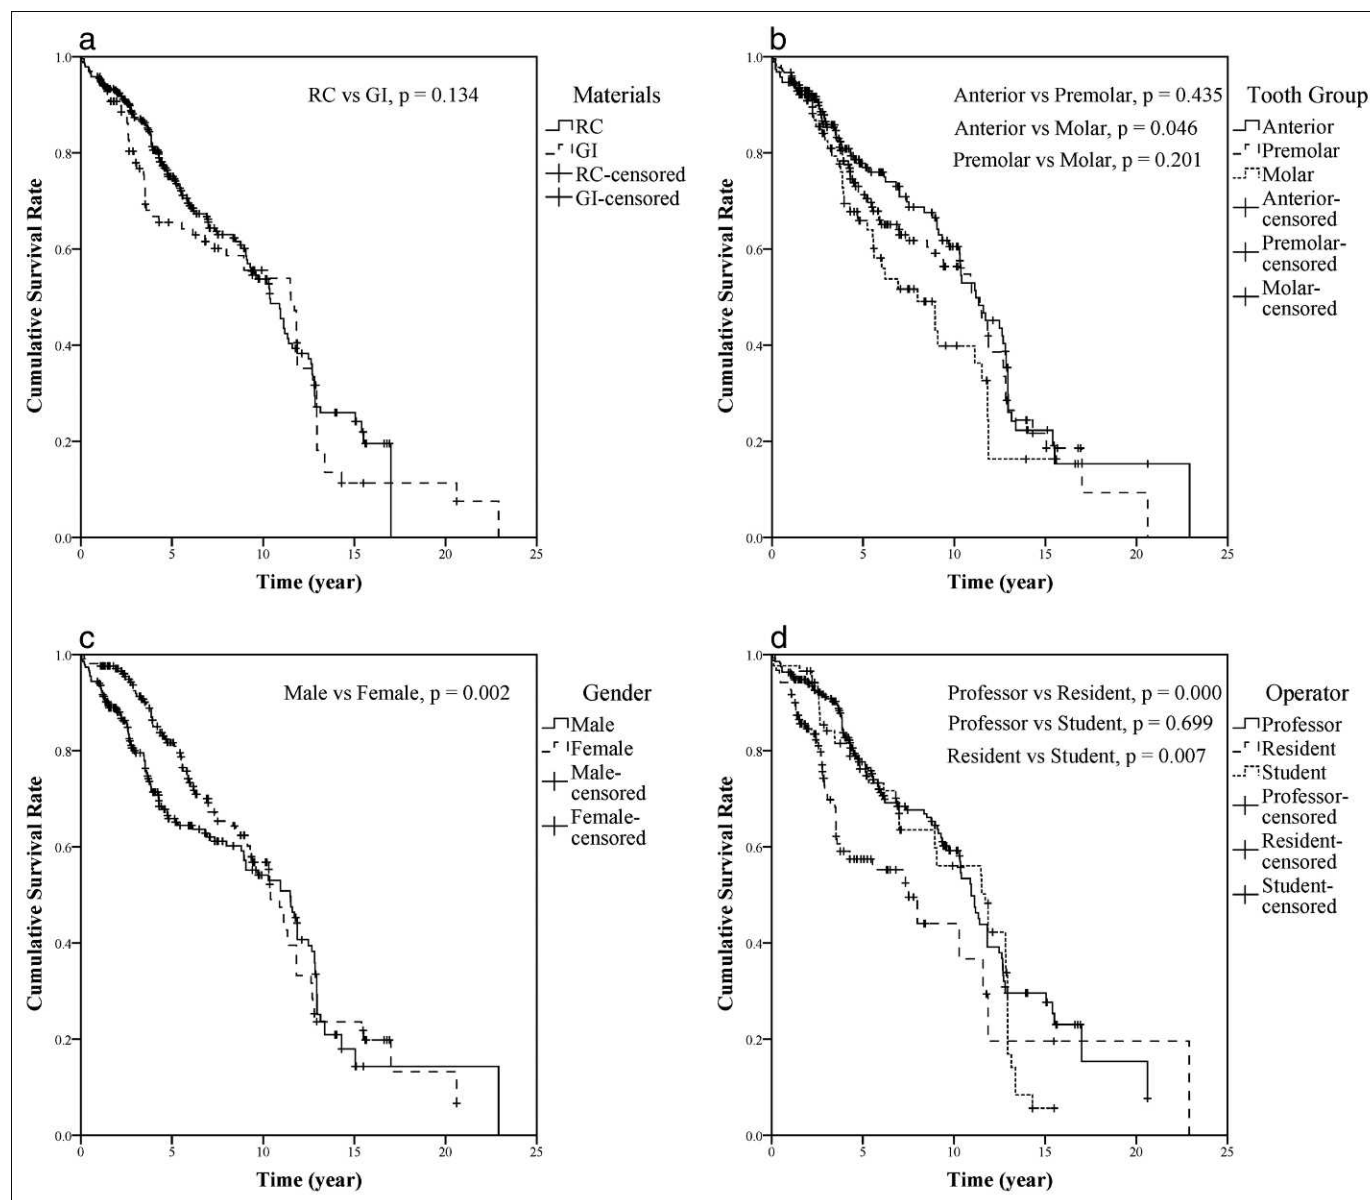 a
RC vs GI, p = 0.134
Materials
RC
GI
RC-censored
GI-censored
1.0
0.8
0.6
0.4
0.2
0.0
Cumulative Survival Rate
0 5 10 15 20 25
Time (year)
b
Anterior vs Premolar, p = 0.435
Anterior vs Molar, p = 0.046
Premolar vs Molar, p = 0.201
Tooth Group
Anterior
Premolar
Molar
Anterior-
censored
Premolar-
censored
Molar-
censored
1.0
0.8
0.6
0.4
0.2
0.0
Cumulative Survival Rate
0 5 10 15 20 25
Time (year)
c
Male vs Female, p = 0.002
Gender
Male
Female
Male-
censored
Female-
censored
1.0
0.8
0.6
0.4
0.2
0.0
Cumulative Survival Rate
0 5 10 15 20 25
Time (year)
d
Professor vs Resident, p = 0.000
Professor vs Student, p = 0.699
Resident vs Student, p = 0.007
Operator
Professor
Resident
Student
Professor-
censored
Resident-
censored
Student-
censored
1.0
0.8
0.6
0.4
0.2
0.0
Cumulative Survival Rate
0 5 10 15 20 25
Time (year)